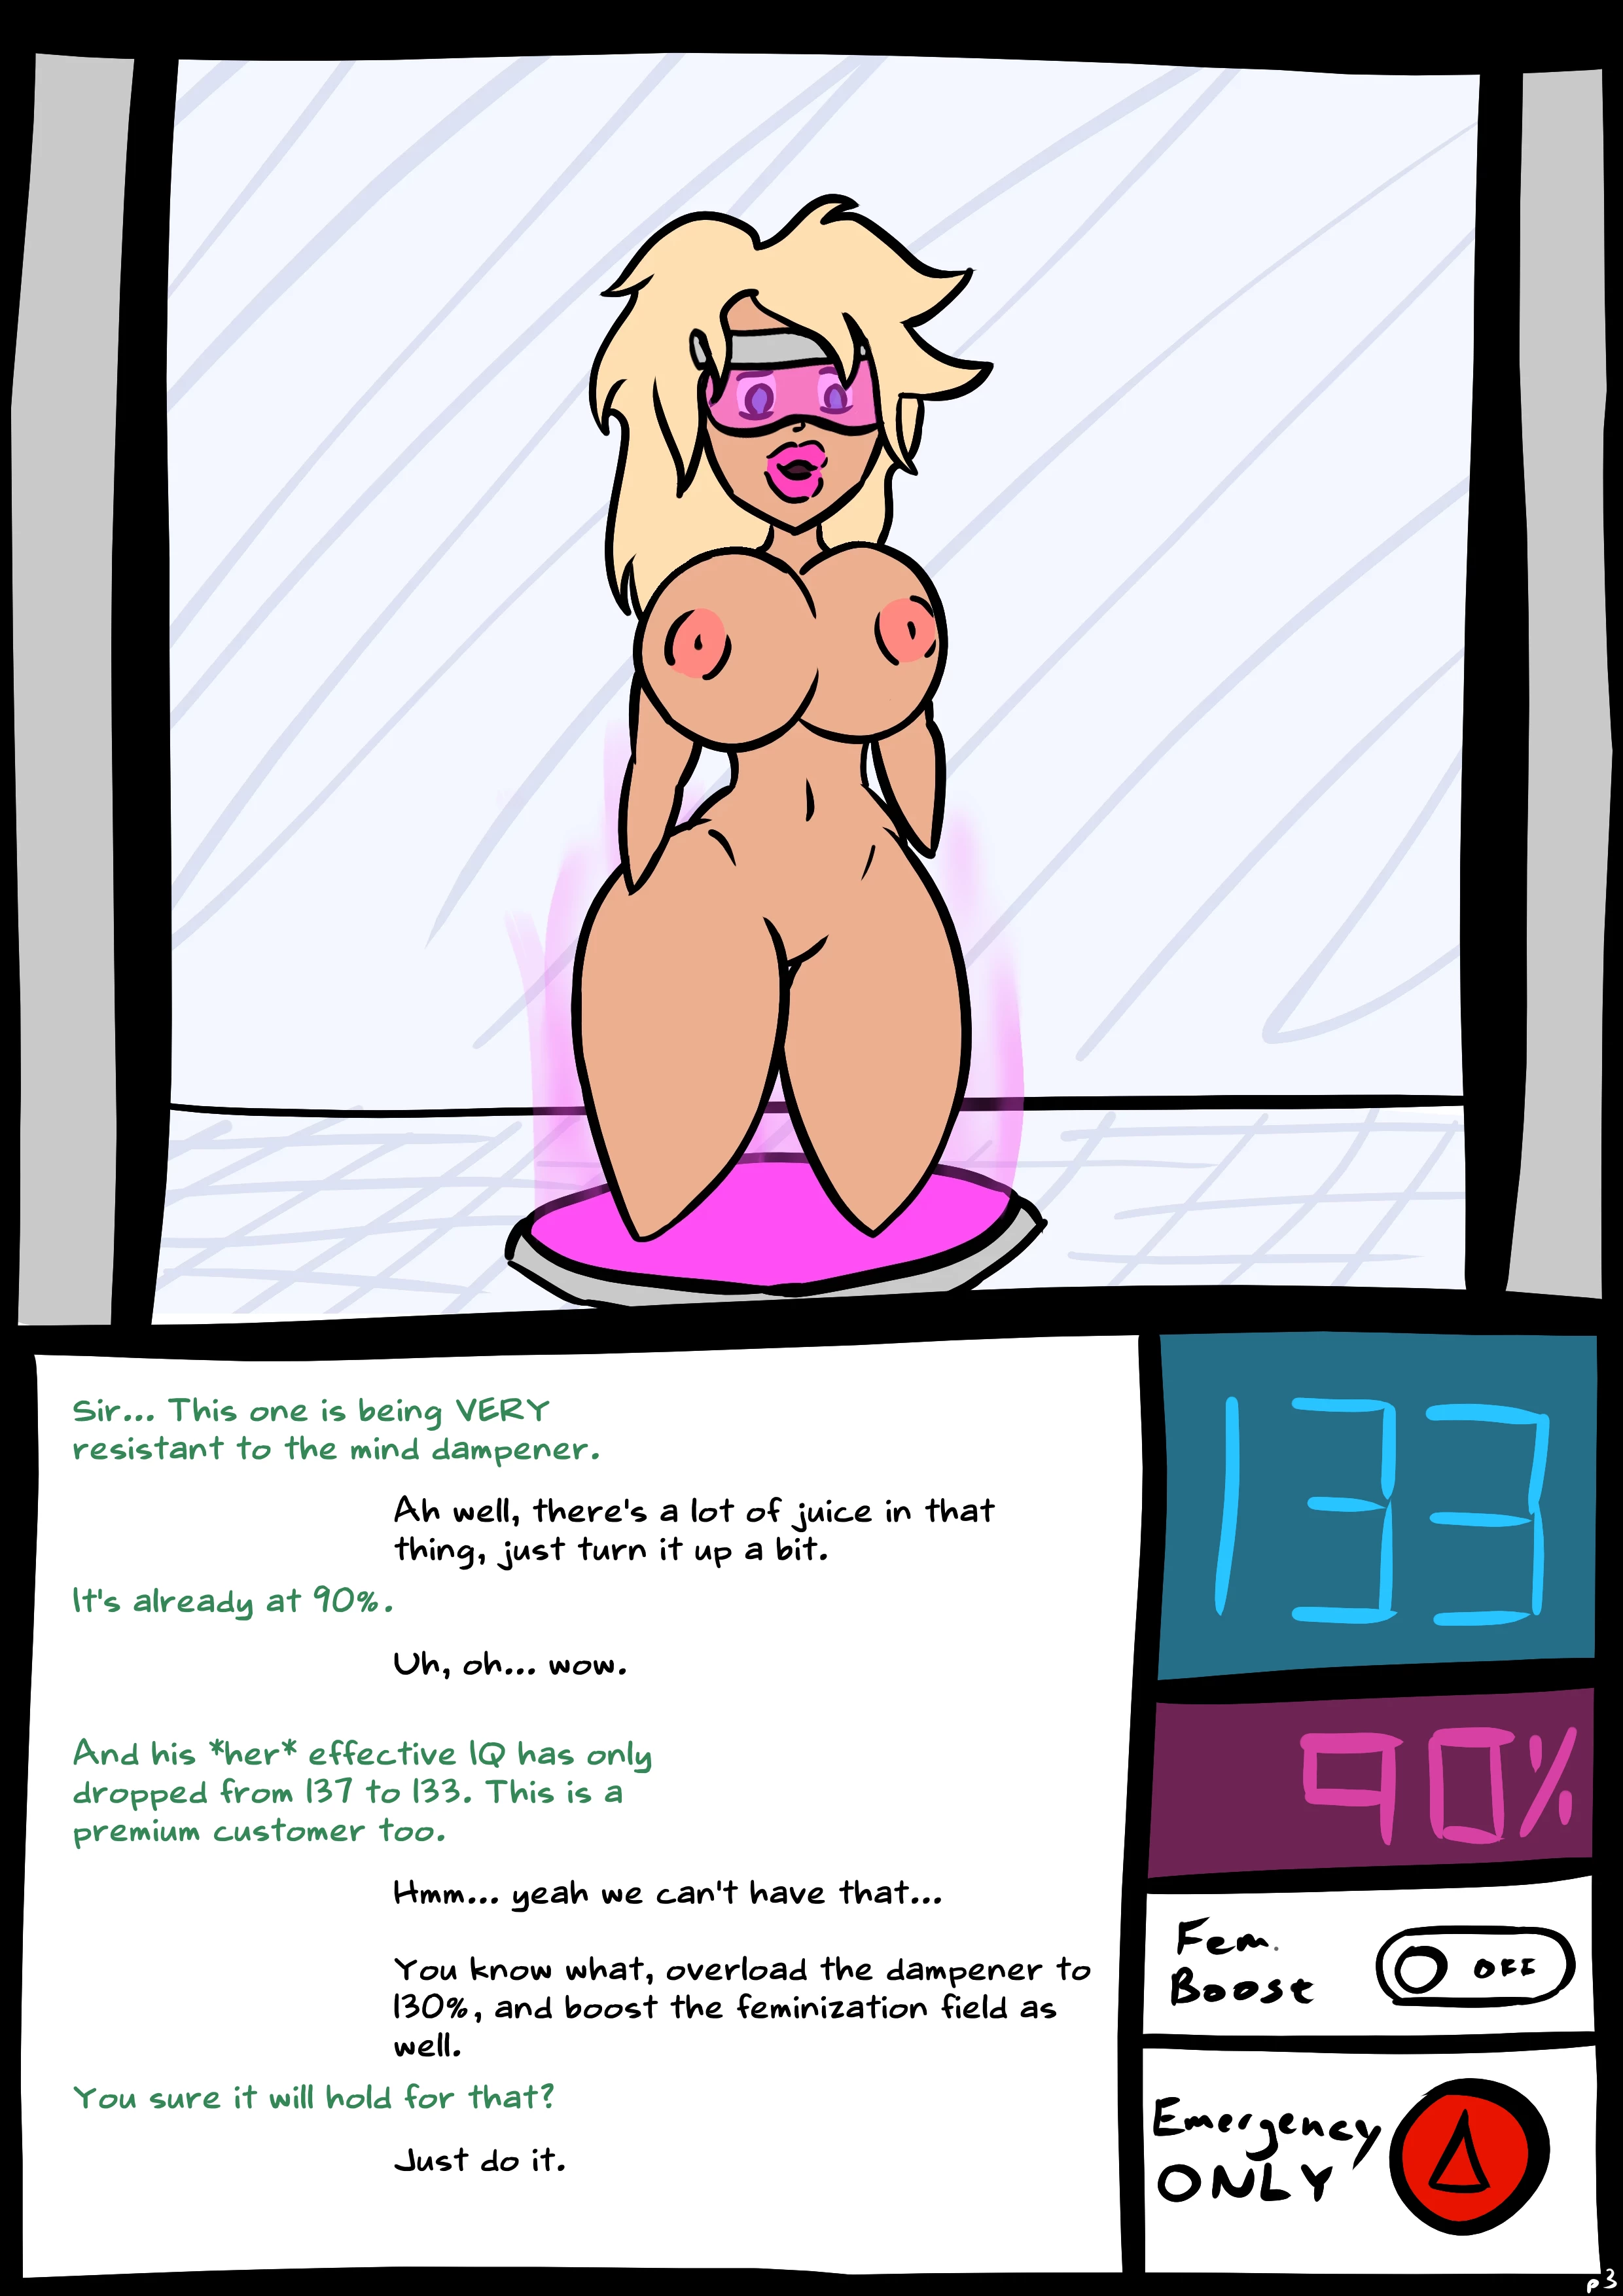 Sir... This one is being VERY
resistant to the mind dampener.
Ah well, there's a lot of juice in that
thing, just turn it up a bit.
It's already at 90%.
Uh, oh... wow.
And his *her* effective IQ has only
dropped from 137 to 133. This is a
premium customer too.
Hmm... yeah we can't have that...
You know what, overload the dampener to
130%, and boost the feminization field as
well.
You sure it will hold for that?
Just do it.
133
90%
Fem.
Boost
OFF
Emergency
ONLY
p3